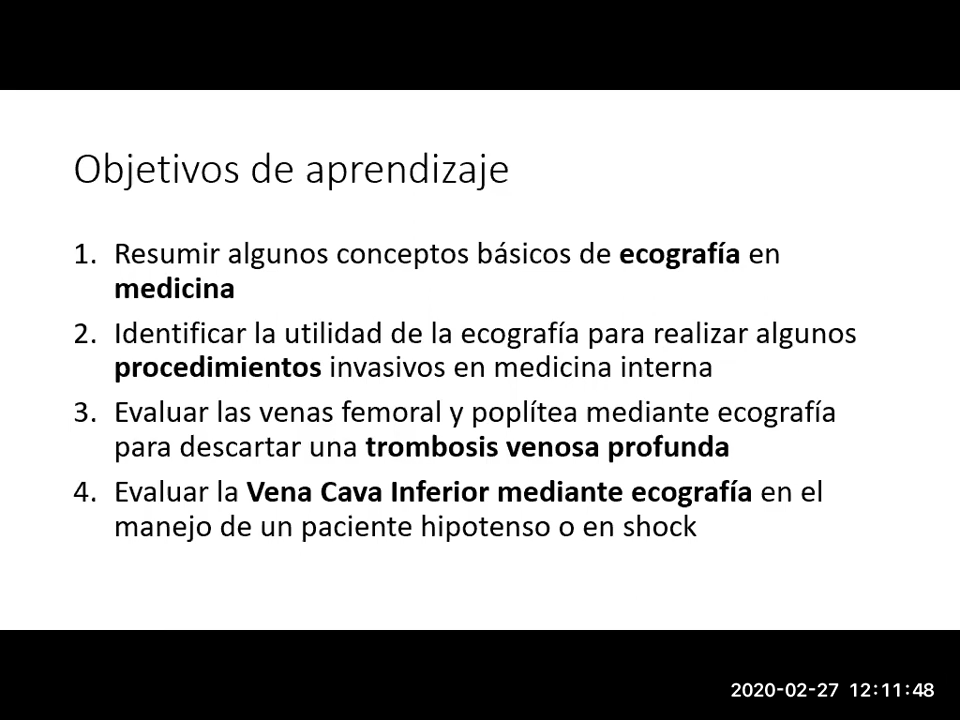 Objetivos de aprendizaje
1. Resumir algunos conceptos básicos de ecografía en
medicina
2. Identificar la utilidad de la ecografía para realizar algunos
procedimientos invasivos en medicina interna
3. Evaluar las venas femoral y poplítea mediante ecografía
para descartar una trombosis venosa profunda
4. Evaluar la Vena Cava Inferior mediante ecografía en el
manejo de un paciente hipotenso o en shock
2020-02-27 12:11:48